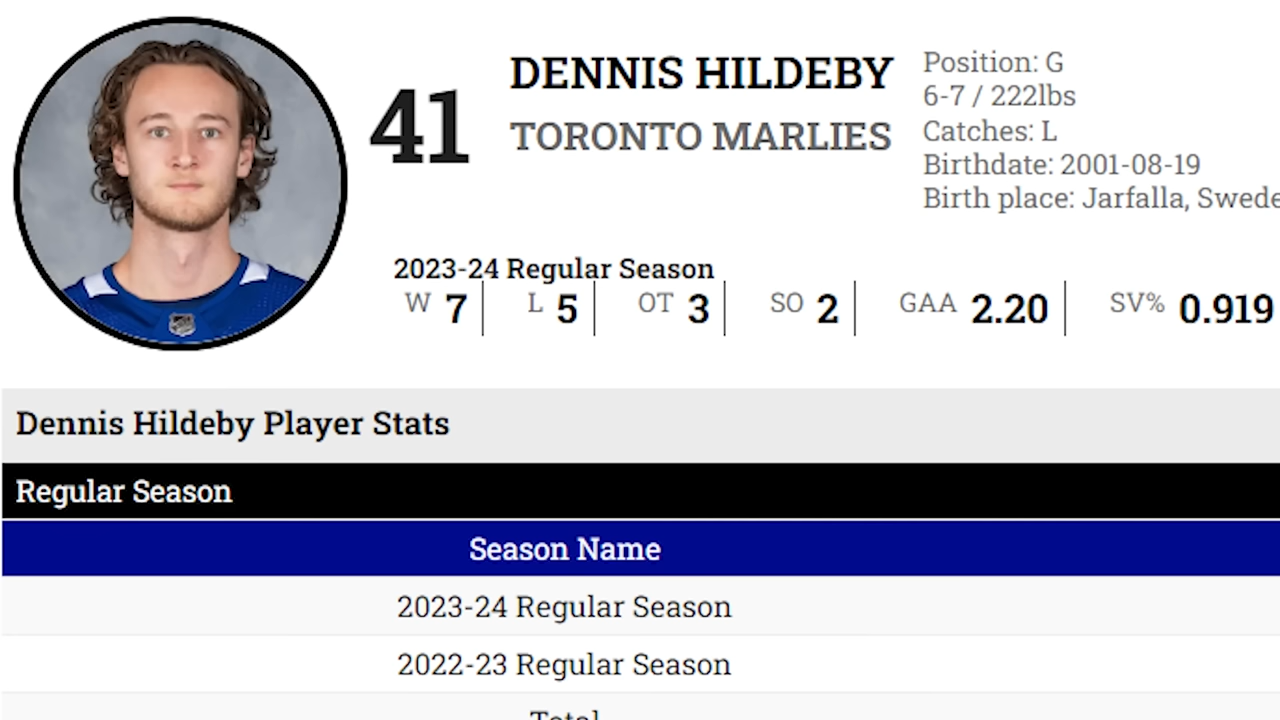 41
DENNIS HILDEBY
TORONTO MARLIES
Position: G
6-7 / 222lbs
Catches: L
Birthdate: 2001-08-19
Birth place: Jarfalla, Swede
2023-24 Regular Season
W 7 L 5 OT 3 SO 2 GAA 2.20 SV% 0.919
Dennis Hildeby Player Stats
Regular Season
Season Name
2023-24 Regular Season
2022-23 Regular Season
Total